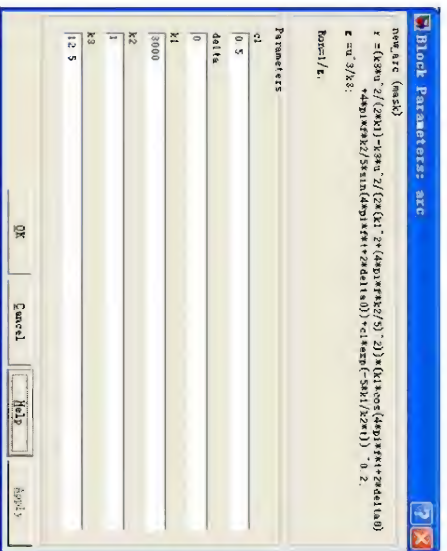 Block Parameters: arc
new_arc (mask)
r =(k3*u^2/(2*k1)-k3*u^2/(2*(k1^2+(4*pi*f*k2/5)^2))*(k1*cos(4*pi*f*t+2*delta0)
+4*pi*f*k2/5*sin(4*pi*f*t+2*delta0))+c1*exp(-5*k1/k2*t))^0.2.
g =u^3/k3;
Ron=1/g.
Parameters
c1
0.5
delta
0
k1
3000
k2
1
k3
12.5
OK
Cancel
Help
Apply